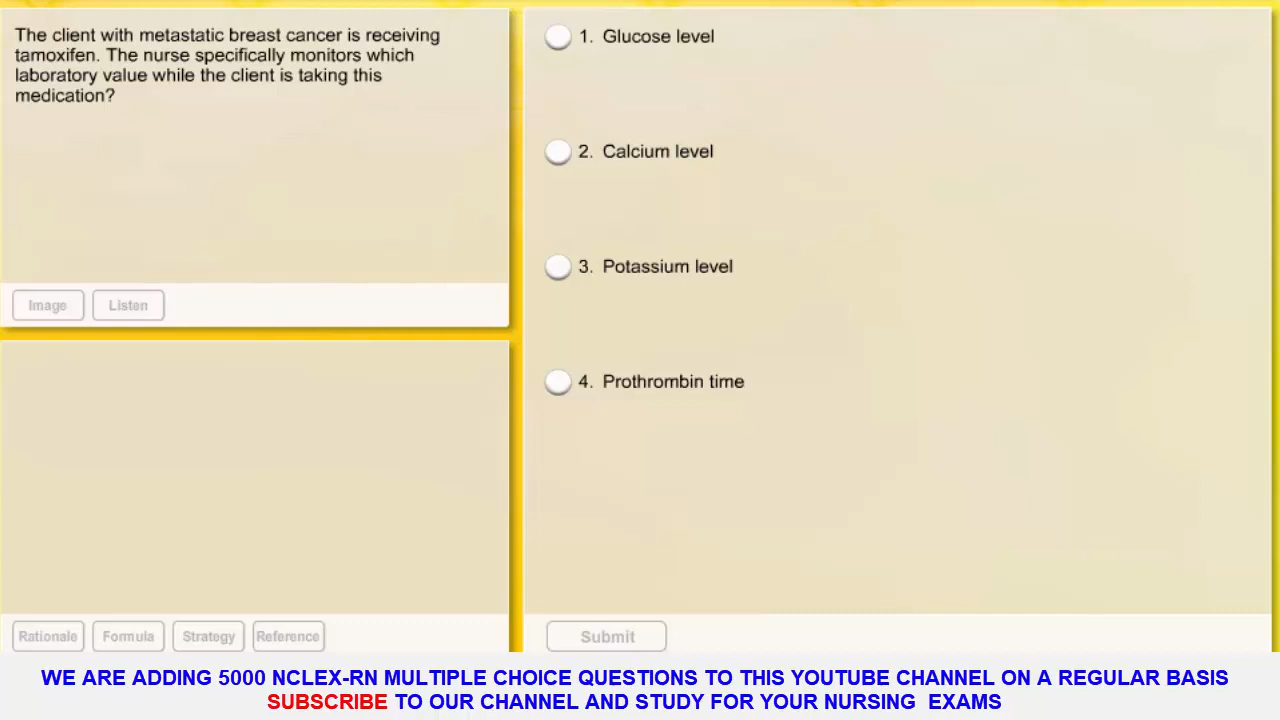 The client with metastatic breast cancer is receiving
tamoxifen. The nurse specifically monitors which
laboratory value while the client is taking this
medication?
Image
Listen
1. Glucose level
2. Calcium level
3. Potassium level
4. Prothrombin time
Rationale
Formula
Strategy
Reference
Submit
WE ARE ADDING 5000 NCLEX-RN MULTIPLE CHOICE QUESTIONS TO THIS YOUTUBE CHANNEL ON A REGULAR BASIS
SUBSCRIBE TO OUR CHANNEL AND STUDY FOR YOUR NURSING EXAMS